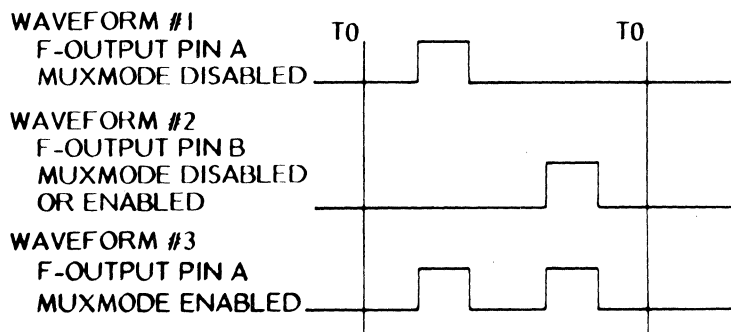 WAVEFORM #1
T0
T0
F-OUTPUT PIN A
MUXMODE DISABLED
WAVEFORM #2
F-OUTPUT PIN B
MUXMODE DISABLED
OR ENABLED
WAVEFORM #3
F-OUTPUT PIN A
MUXMODE ENABLED